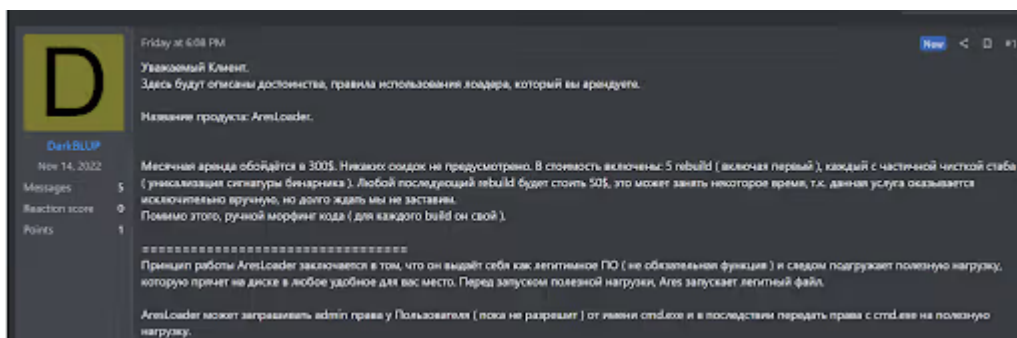 D
Friday at 6:08 PM
New
#1
Уважаемый Клиент.
Здесь будут описаны достоинства, правила использования лоадера, который вы арендуете.
Название продукта: AresLoader.
DarkBLUP
Nov 14, 2022
Messages 5
Reaction score 0
Points 1
Месячная аренда обойдётся в 300$. Никаких скидок не предусмотрено. В стоимость включены: 5 rebuild ( включая первый ), каждый с частичной чисткой стаба
( уникализация сигнатуры бинарника ). Любой последующий rebuild будет стоить 50$, это может занять некоторое время, т.к. данная услуга оказывается
исключительно вручную, но долго ждать мы не заставим.
Помимо этого, ручной морфинг кода ( для каждого build он свой ).
==================================
Принцип работы AresLoader заключается в том, что он выдаёт себя как легитимное ПО ( не обязательная функция ) и следом подгружает полезную нагрузку,
которую прячет на диске в любое удобное для вас место. Перед запуском полезной нагрузки, Ares запускает легитный файл.
AresLoader может запрашивать admin права у Пользователя ( пока не разрешит ) от имени cmd.exe и в последствии передать права с cmd.exe на полезную
нагрузку.